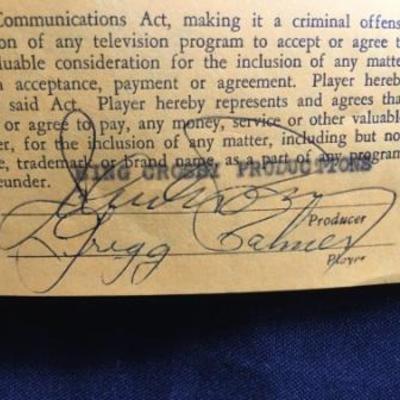 Communications Act, making it a criminal offens
on of any television program to accept or agree t
luable consideration for the inclusion of any matte
n acceptance, payment or agreement. Player hereb
said Act. Player hereby represents and agrees tha
or agree to pay, any money, service or other valuable
er, for the inclusion of any matter, including but no
e, trademark or brand name, as a part of any program
eunder.
BING CROSBY PRODUCTIONS
Producer
Gregg Palmer
Player